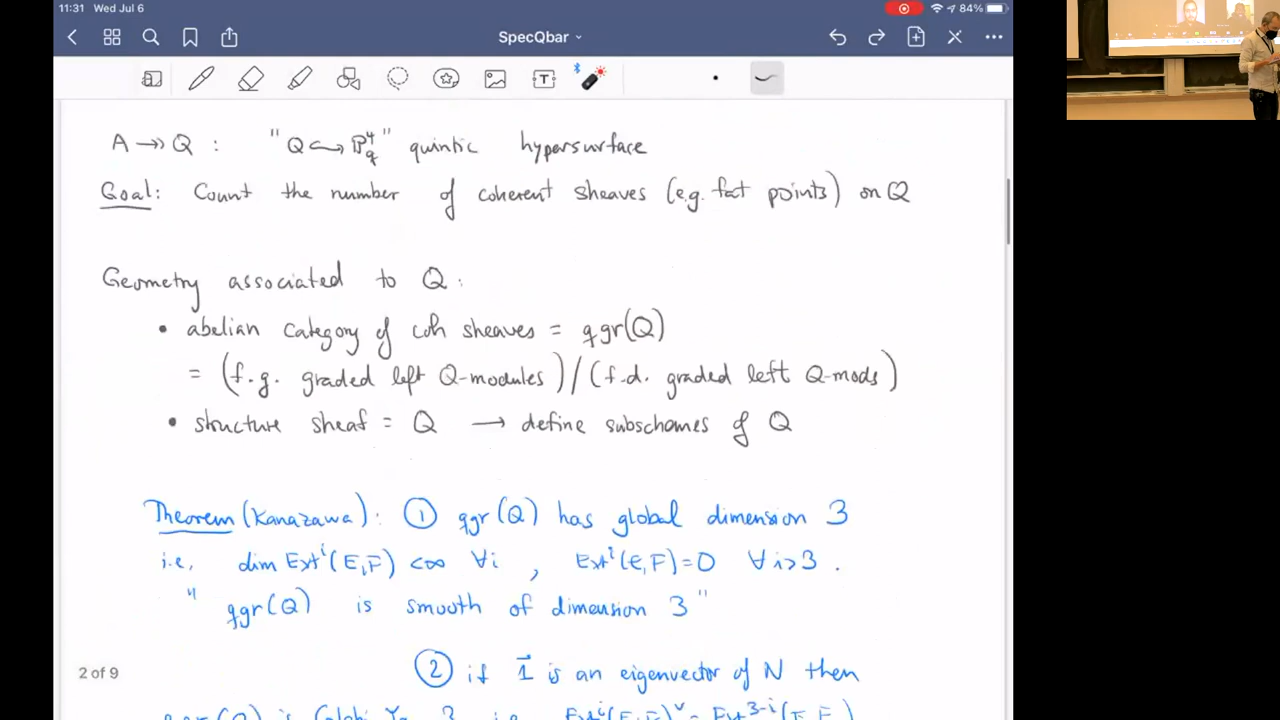 11:31 Wed Jul 6
84%
SpecQbar
A ↠ Q : "Q ↪ ℙ⁴_q" quintic hypersurface
Goal: Count the number of coherent sheaves (e.g. fat points) on Q
Geometry associated to Q:
• abelian category of coh sheaves = qgr(Q)
= (f.g. graded left Q-modules)/(f.d. graded left Q-mods)
• structure sheaf = Q → define subschemes of Q
Theorem (Kanazawa): ① qgr(Q) has global dimension 3
i.e, dim Extⁱ(E,F) < ∞ ∀i , Extⁱ(E,F)=0 ∀i>3 .
"qgr(Q) is smooth of dimension 3"
② if 1⃗ is an eigenvector of N then
2 of 9